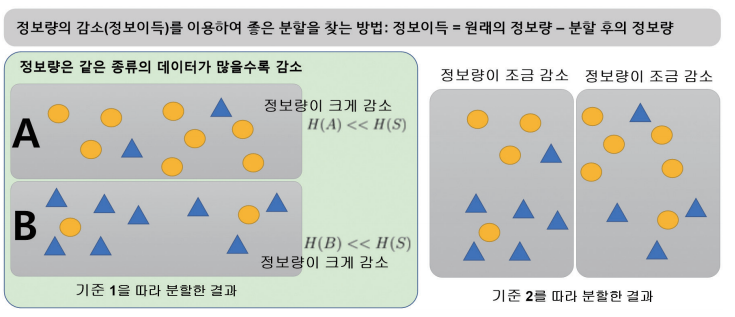 정보량의 감소(정보이득)를 이용하여 좋은 분할을 찾는 방법: 정보이득 = 원래의 정보량 – 분할 후의 정보량
정보량은 같은 종류의 데이터가 많을수록 감소
A
정보량이 크게 감소
H(A) << H(S)
B
H(B) << H(S)
정보량이 크게 감소
기준 1을 따라 분할한 결과
정보량이 조금 감소
정보량이 조금 감소
기준 2를 따라 분할한 결과